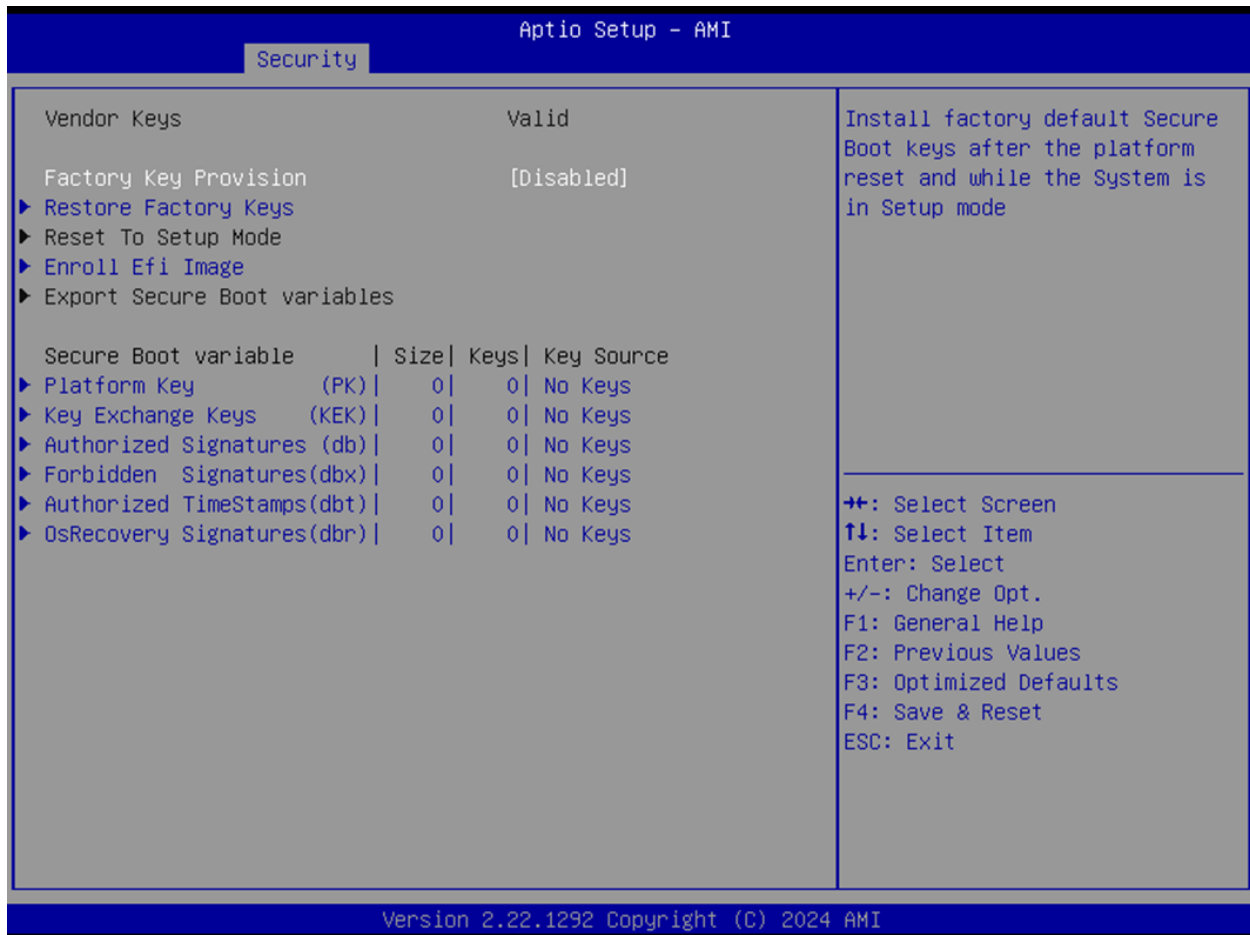 Aptio Setup – AMI
Security
Vendor Keys Valid
Factory Key Provision [Disabled]
▶ Restore Factory Keys
▶ Reset To Setup Mode
▶ Enroll Efi Image
▶ Export Secure Boot variables
Secure Boot variable | Size| Keys| Key Source
▶ Platform Key (PK)| 0| 0| No Keys
▶ Key Exchange Keys (KEK)| 0| 0| No Keys
▶ Authorized Signatures (db)| 0| 0| No Keys
▶ Forbidden Signatures(dbx)| 0| 0| No Keys
▶ Authorized TimeStamps(dbt)| 0| 0| No Keys
▶ OsRecovery Signatures(dbr)| 0| 0| No Keys
Install factory default Secure
Boot keys after the platform
reset and while the System is
in Setup mode
→←: Select Screen
↑↓: Select Item
Enter: Select
+/-: Change Opt.
F1: General Help
F2: Previous Values
F3: Optimized Defaults
F4: Save & Reset
ESC: Exit
Version 2.22.1292 Copyright (C) 2024 AMI